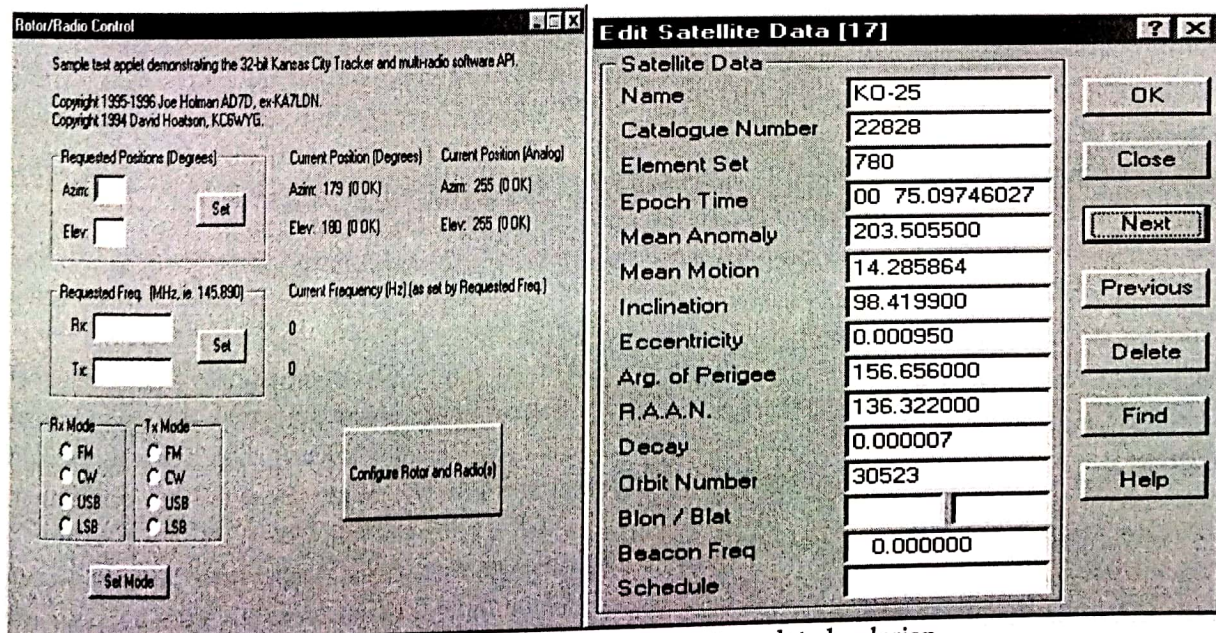 Rotor/Radio Control
Sample test applet demonstrating the 32-bit Kansas City Tracker and multi-radio software API.
Copyright 1995-1996 Joe Holman AD7D, ex-KA7LDN.
Copyright 1994 David Hoatson, KC6WYG.
Requested Positions (Degrees)
Azim:
Elev:
Set
Current Position (Degrees)
Azim: 179 (0 OK)
Elev: 180 (0 OK)
Current Position (Analog)
Azim: 255 (0 OK)
Elev: 255 (0 OK)
Requested Freq. (MHz, ie. 145.890)
Rx:
Tx:
Set
Current Frequency (Hz) (as set by Requested Freq.)
0
0
Rx Mode
FM
CW
USB
LSB
Tx Mode
FM
CW
USB
LSB
Configure Rotor and Radio(s)
Set Mode
Edit Satellite Data [17]
Satellite Data
Name KO-25
Catalogue Number 22828
Element Set 780
Epoch Time 00 75.09746027
Mean Anomaly 203.505500
Mean Motion 14.285864
Inclination 98.419900
Eccentricity 0.000950
Arg. of Perigee 156.656000
R.A.A.N. 136.322000
Decay 0.000007
Orbit Number 30523
Blon / Blat
Beacon Freq 0.000000
Schedule
OK
Close
Next
Previous
Delete
Find
Help